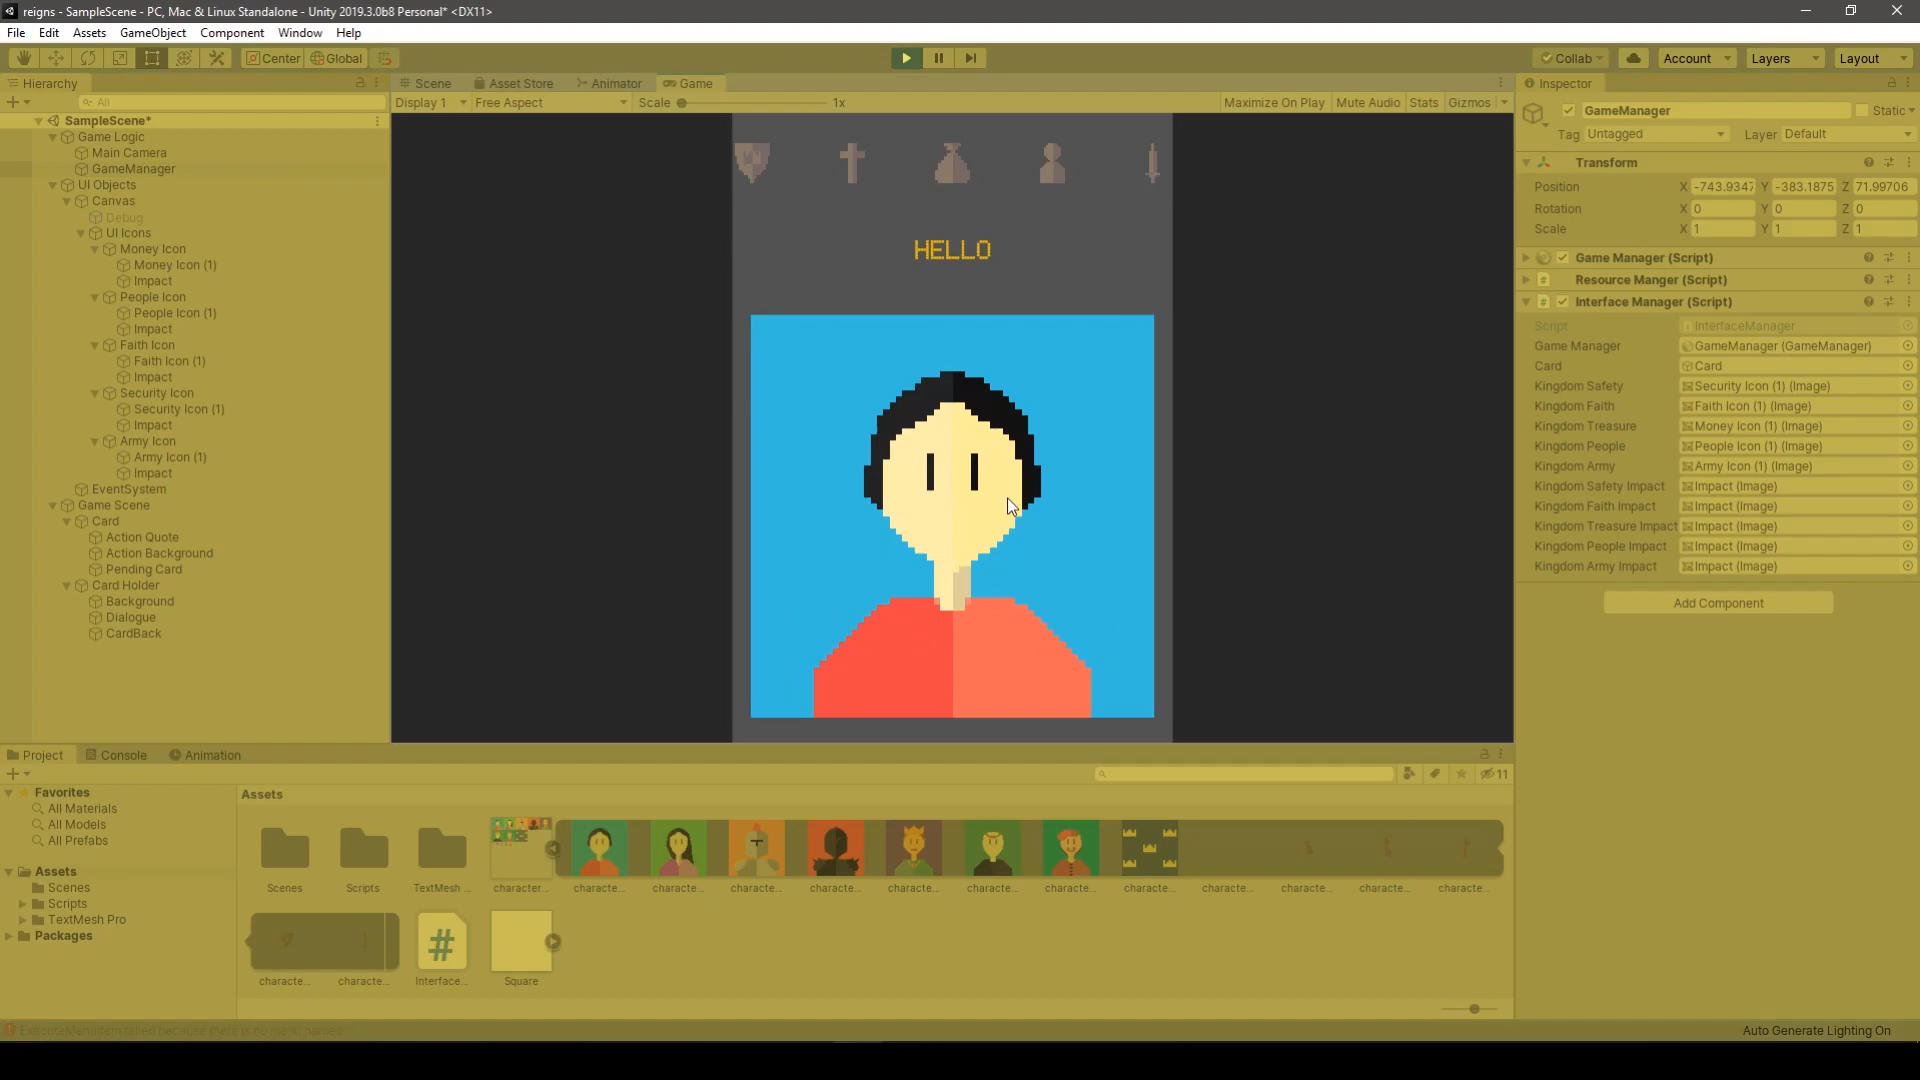 reigns - SampleScene - PC, Mac & Linux Standalone - Unity 2019.3.0b8 Personal* <DX11>
File Edit Assets GameObject Component Window Help
Center Global Collab Account Layers Layout
Hierarchy
All
SampleScene*
Game Logic
Main Camera
GameManager
UI Objects
Canvas
Debug
UI Icons
Money Icon
Money Icon (1)
Impact
People Icon
People Icon (1)
Impact
Faith Icon
Faith Icon (1)
Impact
Security Icon
Security Icon (1)
Impact
Army Icon
Army Icon (1)
Impact
EventSystem
Game Scene
Card
Action Quote
Action Background
Pending Card
Card Holder
Background
Dialogue
CardBack
Scene Asset Store Animator Game
Display 1 Free Aspect Scale 1x Maximize On Play Mute Audio Stats Gizmos
HELLO
Inspector
GameManager Static
Tag Untagged Layer Default
Transform
Position X -743.9347 Y -383.1875 Z 71.99706
Rotation X 0 Y 0 Z 0
Scale X 1 Y 1 Z 1
Game Manager (Script)
Resource Manger (Script)
Interface Manager (Script)
Script InterfaceManager
Game Manager GameManager (GameManager)
Card Card
Kingdom Safety Security Icon (1) (Image)
Kingdom Faith Faith Icon (1) (Image)
Kingdom Treasure Money Icon (1) (Image)
Kingdom People People Icon (1) (Image)
Kingdom Army Army Icon (1) (Image)
Kingdom Safety Impact Impact (Image)
Kingdom Faith Impact Impact (Image)
Kingdom Treasure Impact Impact (Image)
Kingdom People Impact Impact (Image)
Kingdom Army Impact Impact (Image)
Add Component
Project Console Animation
11
Favorites
All Materials
All Models
All Prefabs
Assets
Scenes
Scripts
TextMesh Pro
Packages
Assets
Scenes Scripts TextMesh ... character... characte... characte... characte... characte... characte... characte... characte... characte... characte... characte... characte... characte...
characte... characte... Interface... Square
ExecuteMenuItem failed because there is no menu named ''
Auto Generate Lighting On